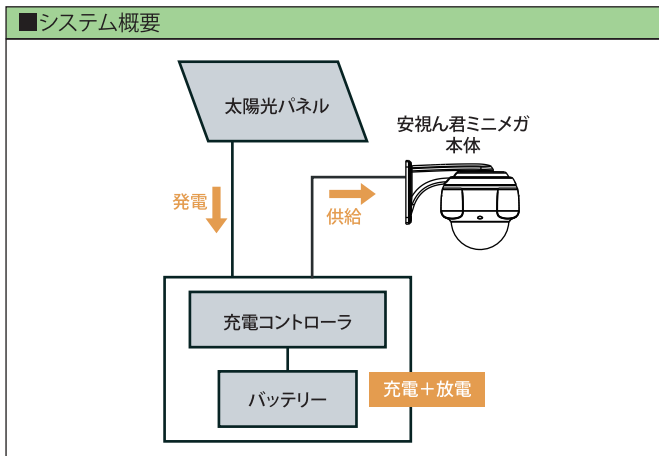 ■システム概要
太陽光パネル
安視ん君ミニメガ
本体
発電
供給
充電コントローラ
バッテリー
充電＋放電